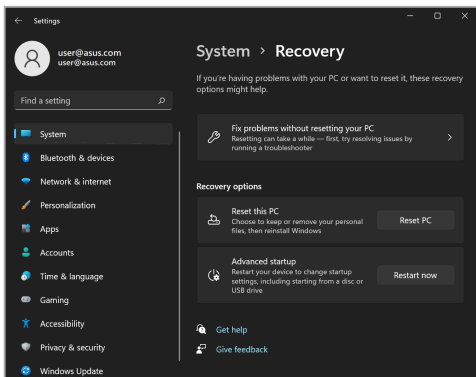 Settings
user@asus.com
user@asus.com
Find a setting
System
Bluetooth & devices
Network & internet
Personalization
Apps
Accounts
Time & language
Gaming
Accessibility
Privacy & security
Windows Update
System > Recovery
If you're having problems with your PC or want to reset it, these recovery
options might help.
Fix problems without resetting your PC
Resetting can take a while — first, try resolving issues by
running a troubleshooter
Recovery options
Reset this PC
Choose to keep or remove your personal
files, then reinstall Windows
Reset PC
Advanced startup
Restart your device to change startup
settings, including starting from a disc or
USB drive
Restart now
Get help
Give feedback